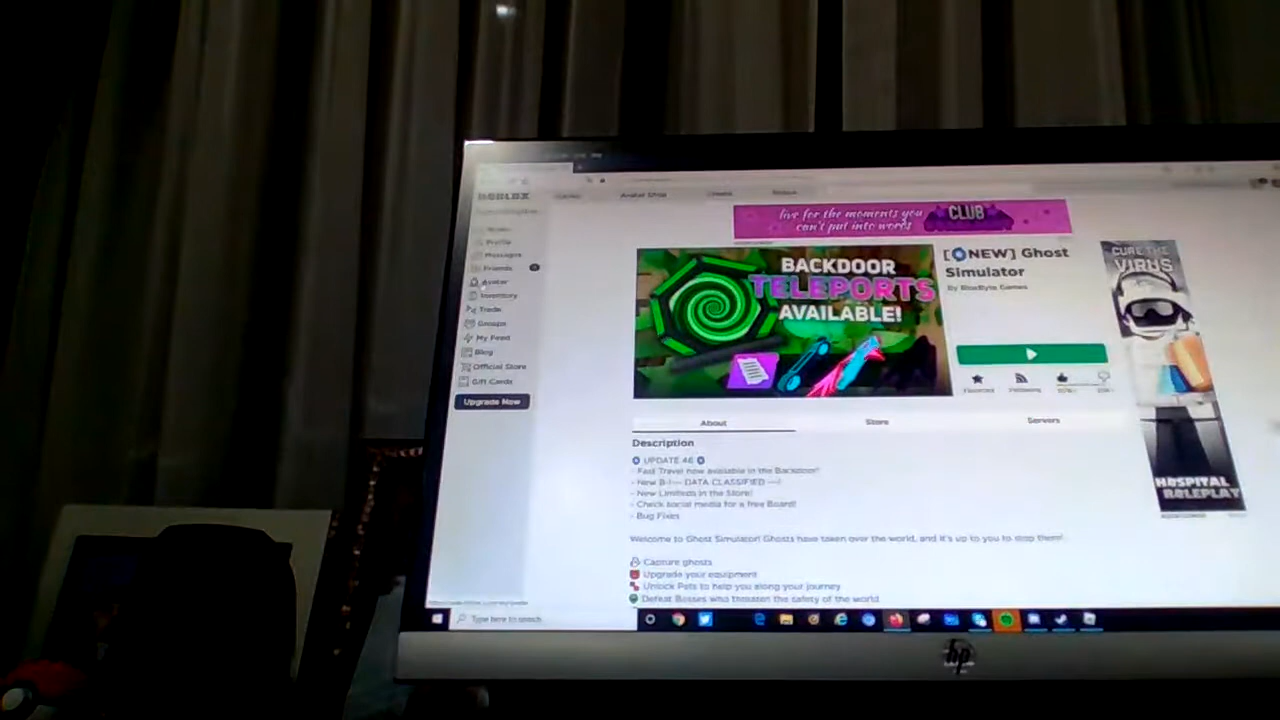 ROBLOX
Avatar Shop
Create
live for the moments you
can't put into words
CLUB
Profile
Messages
Friends
Avatar
Inventory
Trade
Groups
My Feed
Blog
Official Store
Gift Cards
Upgrade Now
BACKDOOR
TELEPORTS
AVAILABLE!
[NEW] Ghost
Simulator
By BlueByte Games
Favorited
Following
CURE THE
VIRUS
HOSPITAL
ROLEPLAY
About
Store
Servers
Description
UPDATE 46
- Fast Travel now available in the Backdoor!
- New B-!-- DATA CLASSIFIED --!
- New Limiteds in the Store!
- Check social media for a free Board!
- Bug Fixes
Welcome to Ghost Simulator! Ghosts have taken over the world, and it's up to you to stop them!
Capture ghosts
Upgrade your equipment
Unlock Pets to help you along your journey
Defeat Bosses who threaten the safety of the world
Type here to search
hp